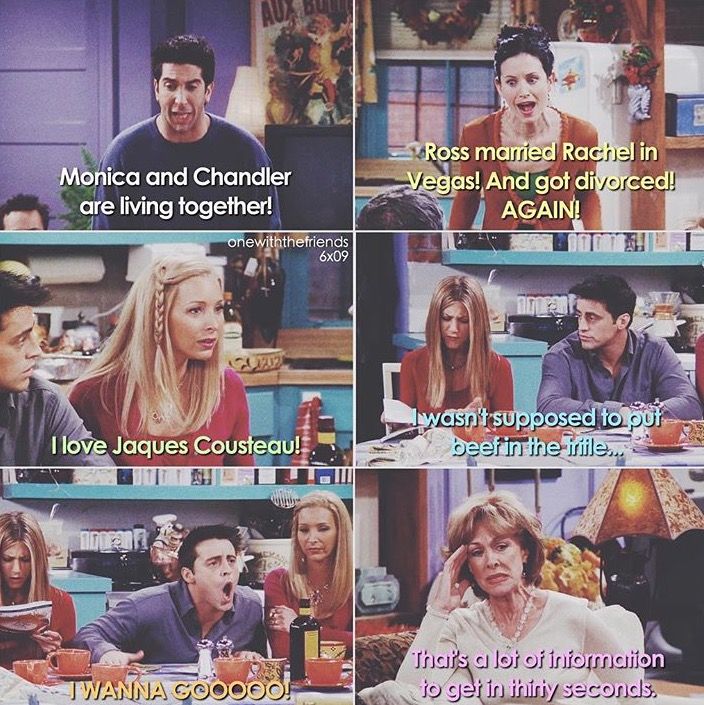 AUX BU
Monica and Chandler
are living together!
Ross married Rachel in
Vegas! And got divorced!
AGAIN!
onewiththefriends
6x09
I love Jaques Cousteau!
I wasn't supposed to put
beef in the trifle...
I WANNA GOOOOO!
That's a lot of information
to get in thirty seconds.